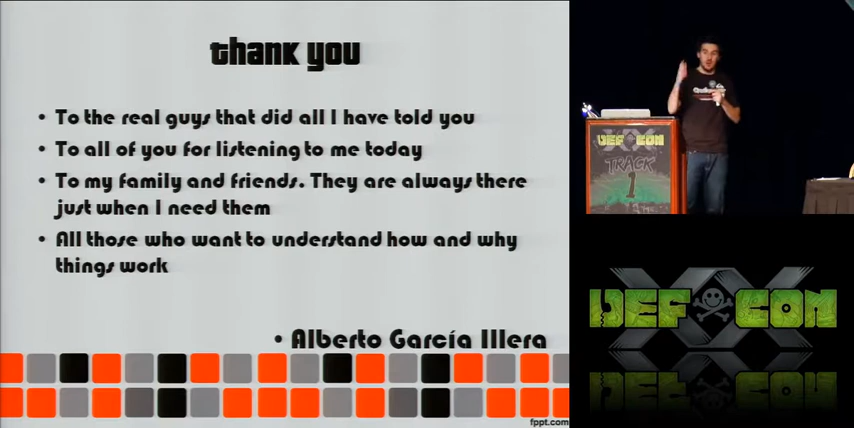 thank you
• To the real guys that did all I have told you
• To all of you for listening to me today
• To my family and friends. They are always there
just when I need them
• All those who want to understand how and why
things work
• Alberto García Illera
fppt.com
DEF CON
TRACK
1
XX
DEF CON